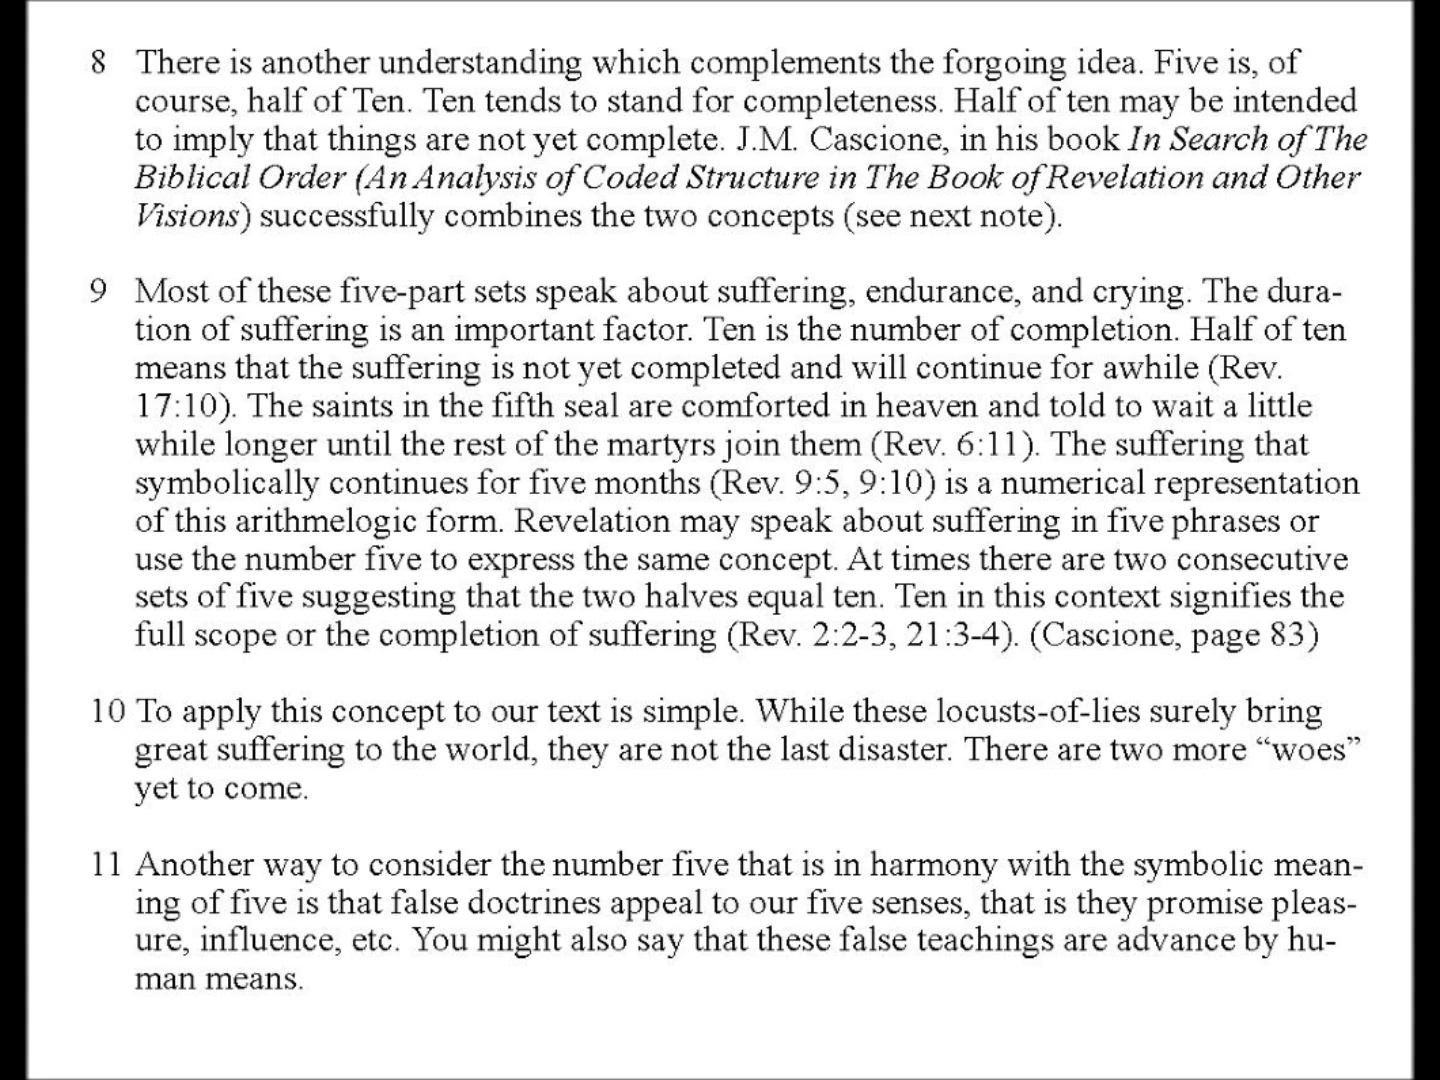 8 There is another understanding which complements the forgoing idea. Five is, of
course, half of Ten. Ten tends to stand for completeness. Half of ten may be intended
to imply that things are not yet complete. J.M. Cascione, in his book In Search of The
Biblical Order (An Analysis of Coded Structure in The Book of Revelation and Other
Visions) successfully combines the two concepts (see next note).
9 Most of these five-part sets speak about suffering, endurance, and crying. The dura-
tion of suffering is an important factor. Ten is the number of completion. Half of ten
means that the suffering is not yet completed and will continue for awhile (Rev.
17:10). The saints in the fifth seal are comforted in heaven and told to wait a little
while longer until the rest of the martyrs join them (Rev. 6:11). The suffering that
symbolically continues for five months (Rev. 9:5, 9:10) is a numerical representation
of this arithmelogic form. Revelation may speak about suffering in five phrases or
use the number five to express the same concept. At times there are two consecutive
sets of five suggesting that the two halves equal ten. Ten in this context signifies the
full scope or the completion of suffering (Rev. 2:2-3, 21:3-4). (Cascione, page 83)
10 To apply this concept to our text is simple. While these locusts-of-lies surely bring
great suffering to the world, they are not the last disaster. There are two more “woes”
yet to come.
11 Another way to consider the number five that is in harmony with the symbolic mean-
ing of five is that false doctrines appeal to our five senses, that is they promise pleas-
ure, influence, etc. You might also say that these false teachings are advance by hu-
man means.